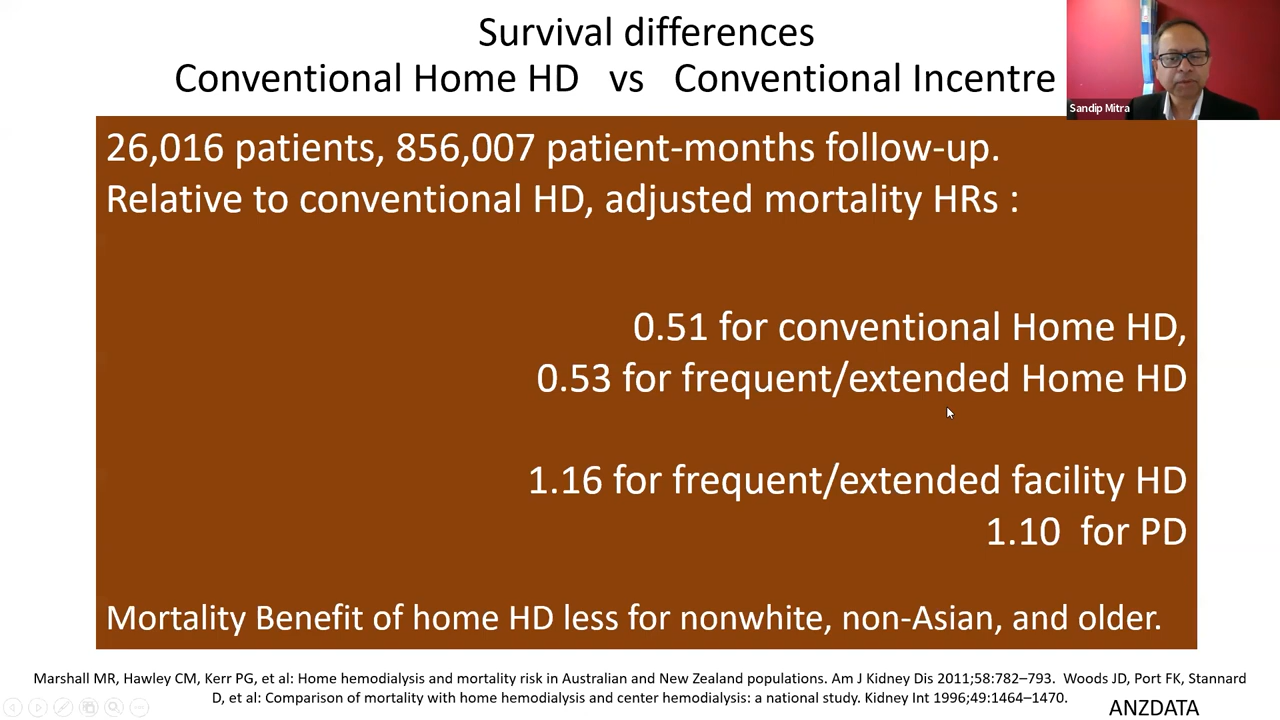 Survival differences
Conventional Home HD vs Conventional Incentre
Sandip Mitra
26,016 patients, 856,007 patient-months follow-up.
Relative to conventional HD, adjusted mortality HRs :
0.51 for conventional Home HD,
0.53 for frequent/extended Home HD
1.16 for frequent/extended facility HD
1.10 for PD
Mortality Benefit of home HD less for nonwhite, non-Asian, and older.
Marshall MR, Hawley CM, Kerr PG, et al: Home hemodialysis and mortality risk in Australian and New Zealand populations. Am J Kidney Dis 2011;58:782–793. Woods JD, Port FK, Stannard
D, et al: Comparison of mortality with home hemodialysis and center hemodialysis: a national study. Kidney Int 1996;49:1464–1470.
ANZDATA